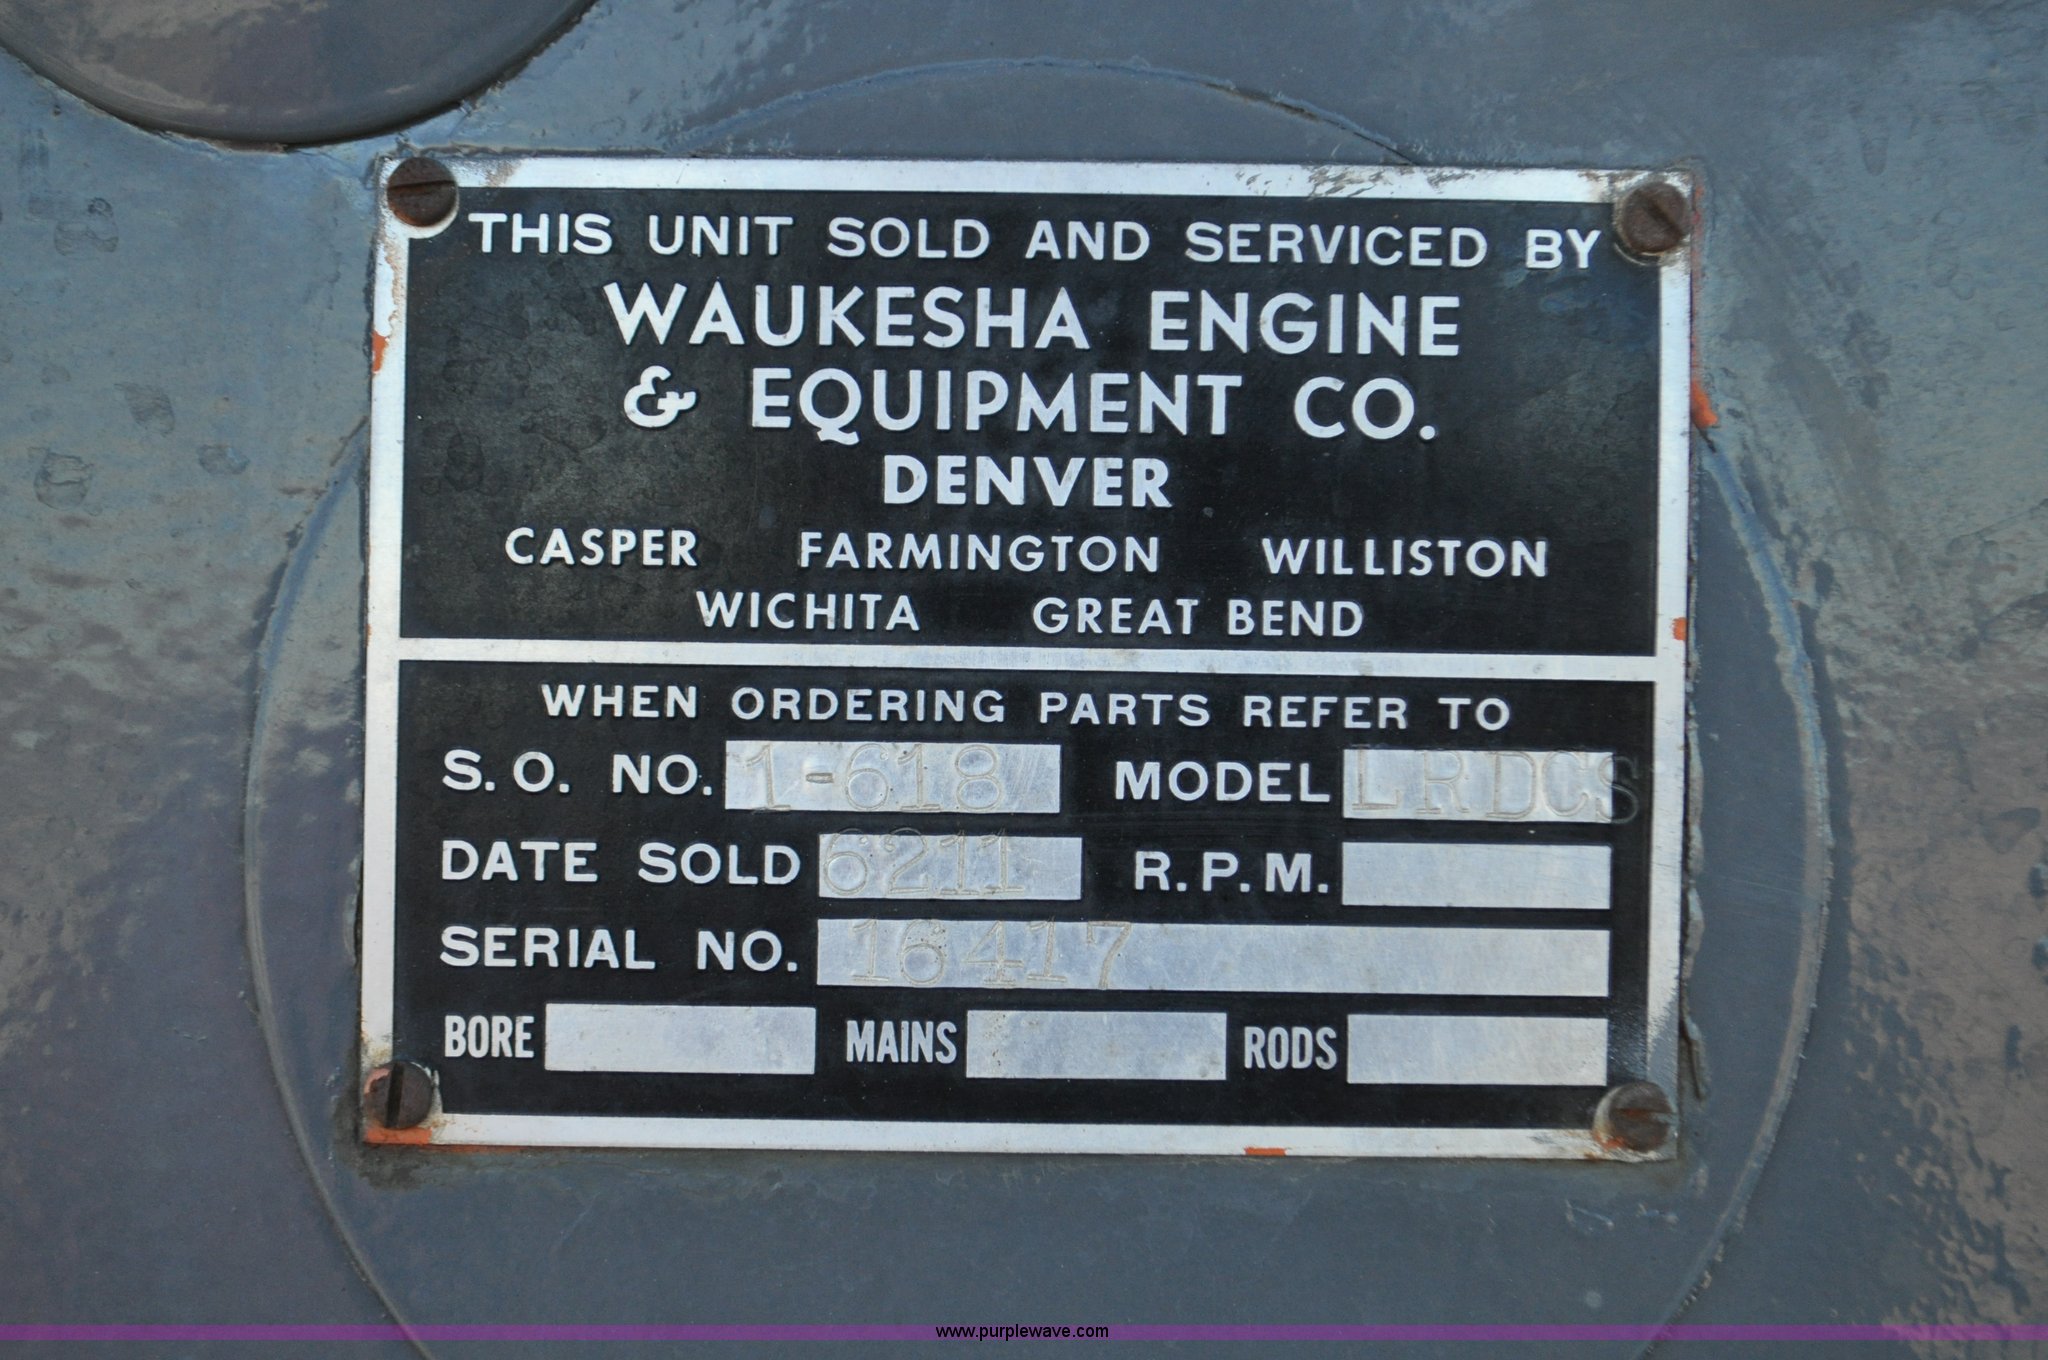 THIS UNIT SOLD AND SERVICED BY
WAUKESHA ENGINE
& EQUIPMENT CO.
DENVER
CASPER FARMINGTON WILLISTON
WICHITA GREAT BEND
WHEN ORDERING PARTS REFER TO
S.O. NO. 1-618 MODEL LRDCS
DATE SOLD 6211 R.P.M.
SERIAL NO. 16417
BORE MAINS RODS
www.purplewave.com